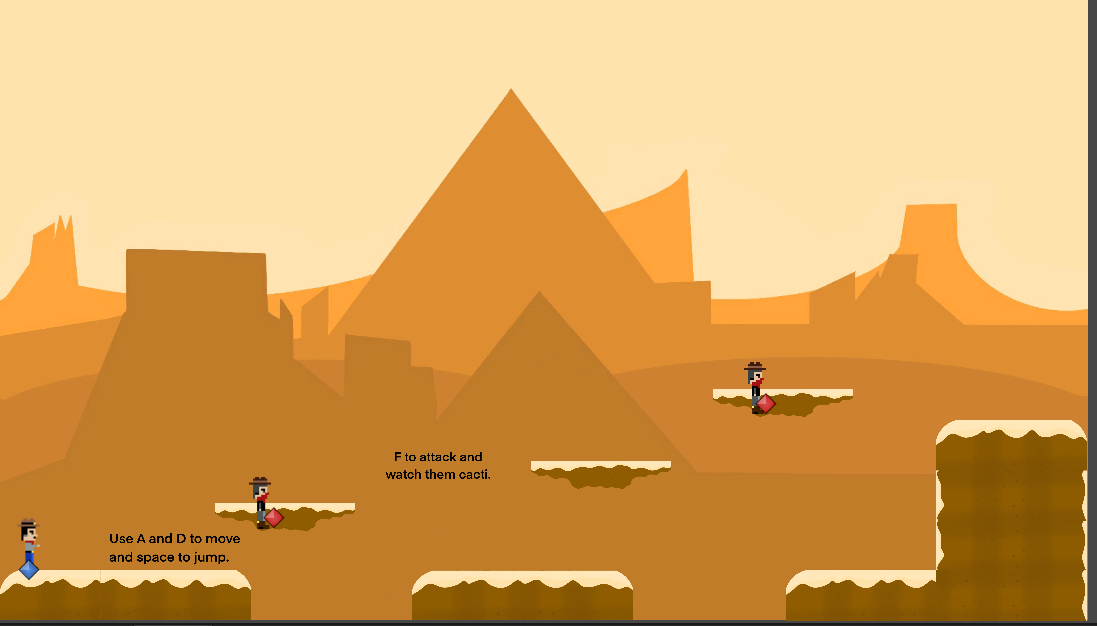 F to attack and
watch them cacti.
Use A and D to move
and space to jump.